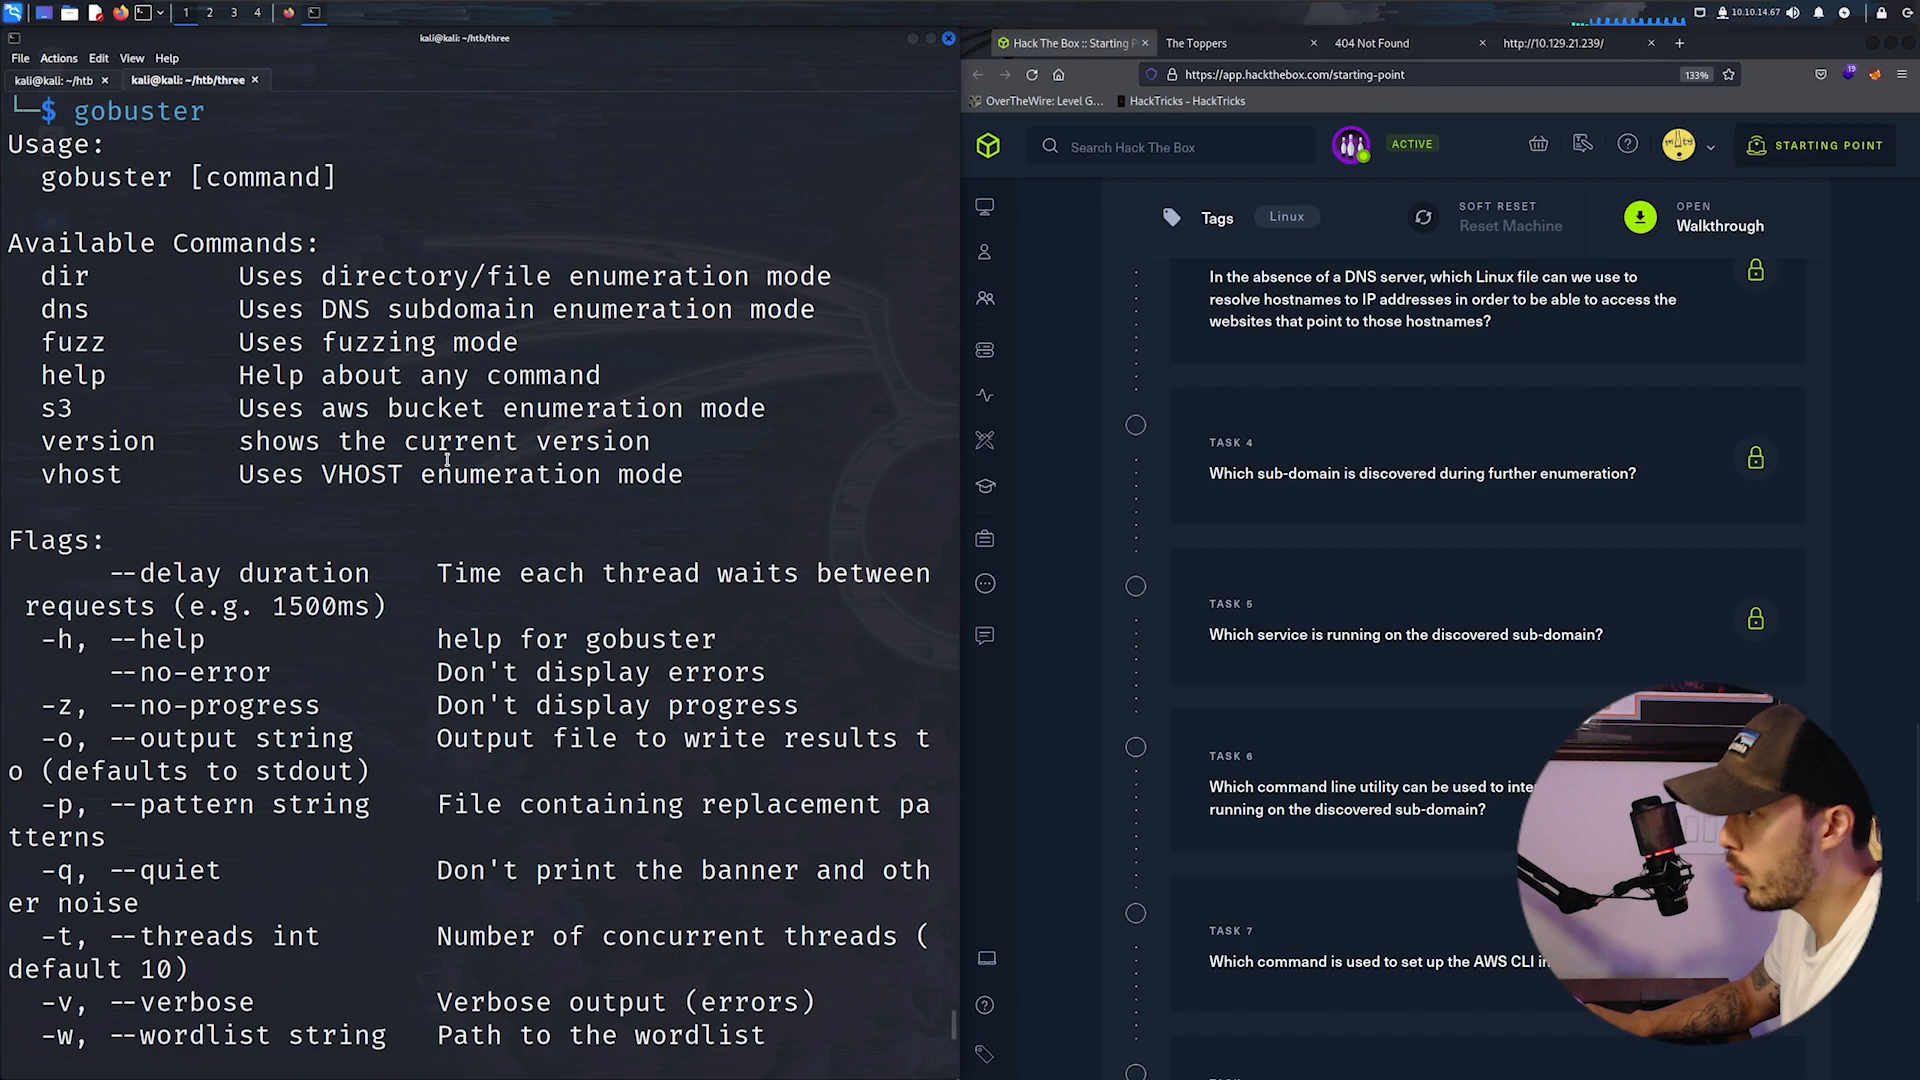 1 2 3 4
10.10.14.67
kali@kali: ~/htb/three
File Actions Edit View Help
kali@kali: ~/htb
kali@kali: ~/htb/three
└─$ gobuster
Usage:
gobuster [command]
Available Commands:
dir Uses directory/file enumeration mode
dns Uses DNS subdomain enumeration mode
fuzz Uses fuzzing mode
help Help about any command
s3 Uses aws bucket enumeration mode
version shows the current version
vhost Uses VHOST enumeration mode
Flags:
--delay duration Time each thread waits between
requests (e.g. 1500ms)
-h, --help help for gobuster
--no-error Don't display errors
-z, --no-progress Don't display progress
-o, --output string Output file to write results t
o (defaults to stdout)
-p, --pattern string File containing replacement pa
tterns
-q, --quiet Don't print the banner and oth
er noise
-t, --threads int Number of concurrent threads (
default 10)
-v, --verbose Verbose output (errors)
-w, --wordlist string Path to the wordlist
Hack The Box :: Starting P
The Toppers
404 Not Found
http://10.129.21.239/
https://app.hackthebox.com/starting-point
133%
19
OverTheWire: Level G...
HackTricks - HackTricks
Search Hack The Box
ACTIVE
STARTING POINT
Tags
Linux
SOFT RESET
Reset Machine
OPEN
Walkthrough
In the absence of a DNS server, which Linux file can we use to
resolve hostnames to IP addresses in order to be able to access the
websites that point to those hostnames?
TASK 4
Which sub-domain is discovered during further enumeration?
TASK 5
Which service is running on the discovered sub-domain?
TASK 6
Which command line utility can be used to inte
running on the discovered sub-domain?
TASK 7
Which command is used to set up the AWS CLI in